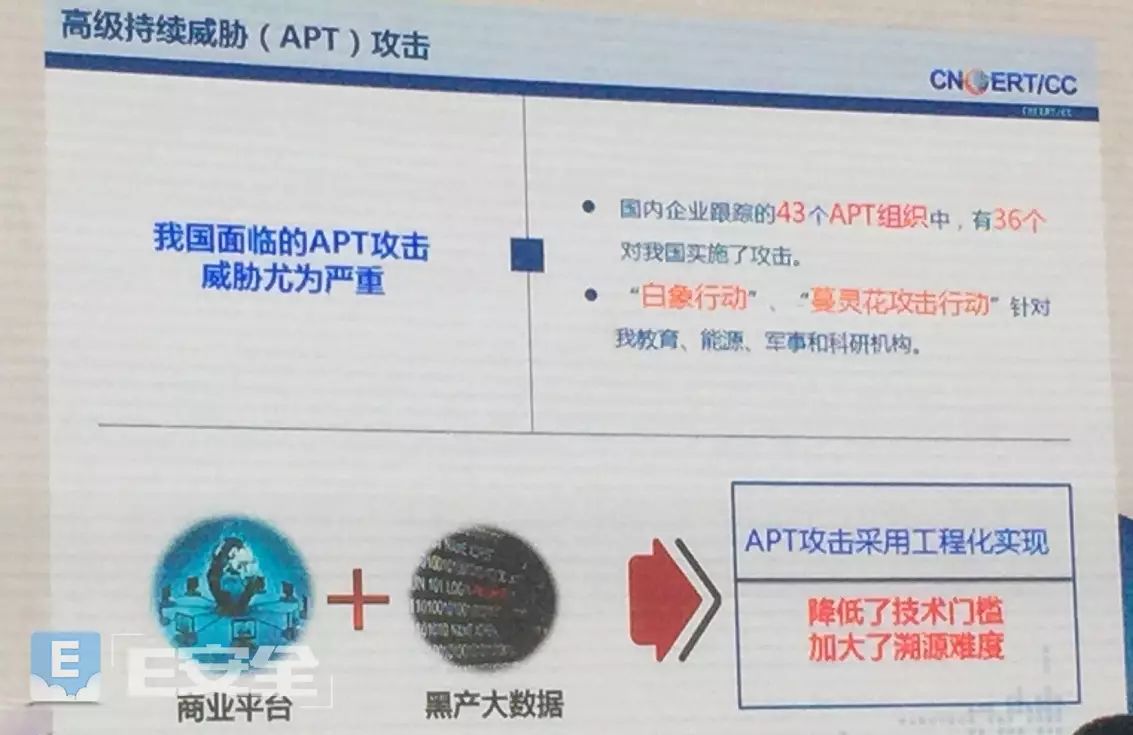 高级持续威胁（APT）攻击
CNCERT/CC
CNCERT/CC
我国面临的APT攻击
威胁尤为严重
● 国内企业跟踪的43个APT组织中，有36个
对我国实施了攻击。
● “白象行动”、“蔓灵花攻击行动”针对
我教育、能源、军事和科研机构。
APT攻击采用工程化实现
降低了技术门槛
加大了溯源难度
商业平台
+
黑产大数据
E
E安全